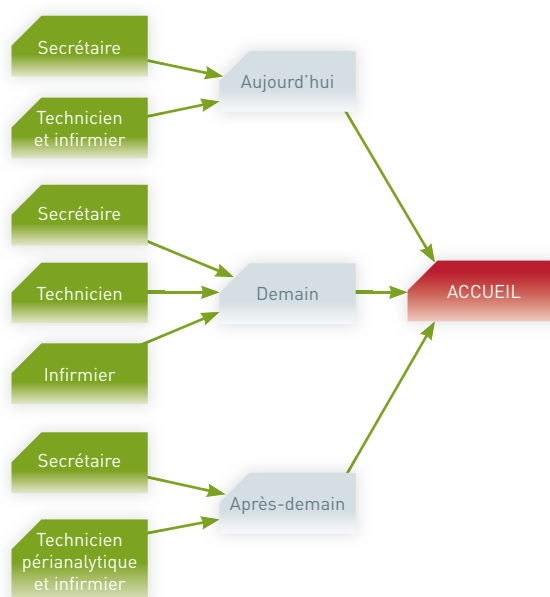 Secrétaire
Technicien
et infirmier
Aujourd'hui
Secrétaire
Technicien
Infirmier
Demain
ACCUEIL
Secrétaire
Technicien
périanalytique
et infirmier
Après-demain